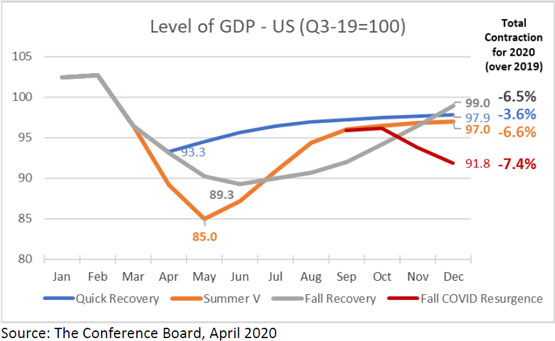 Level of GDP - US (Q3-19=100)
Total
Contraction
for 2020
(over 2019)
105
100
95
90
85
80
93.3
89.3
85.0
99.0
97.9
97.0
91.8
-6.5%
-3.6%
-6.6%
-7.4%
Jan Feb Mar Apr May Jun Jul Aug Sep Oct Nov Dec
Quick Recovery Summer V Fall Recovery Fall COVID Resurgence
Source: The Conference Board, April 2020